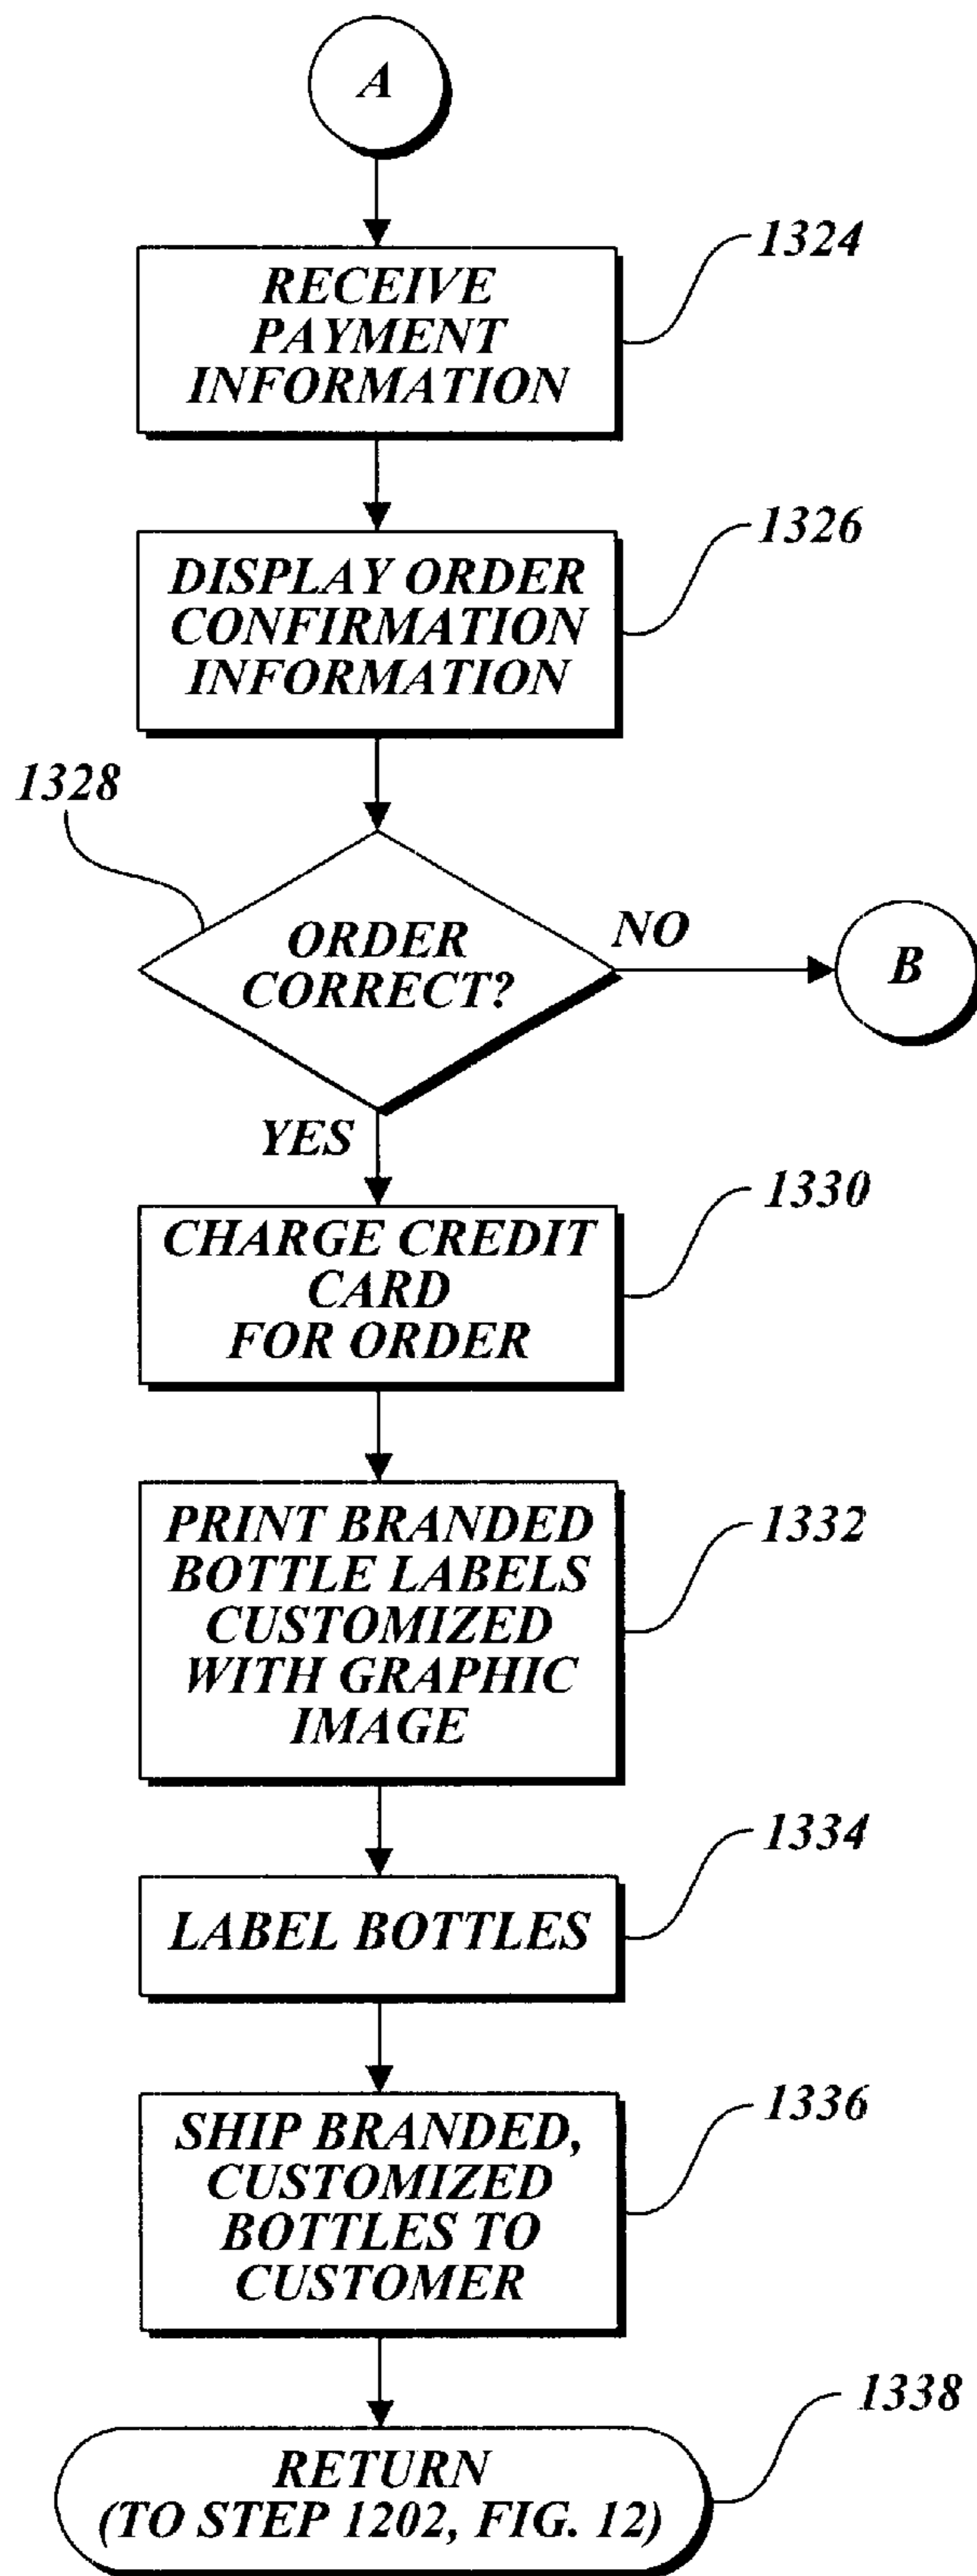 A
1324
RECEIVE
PAYMENT
INFORMATION
1326
DISPLAY ORDER
CONFIRMATION
INFORMATION
1328
ORDER
CORRECT?
NO
B
YES
1330
CHARGE CREDIT
CARD
FOR ORDER
1332
PRINT BRANDED
BOTTLE LABELS
CUSTOMIZED
WITH GRAPHIC
IMAGE
1334
LABEL BOTTLES
1336
SHIP BRANDED,
CUSTOMIZED
BOTTLES TO
CUSTOMER
1338
RETURN
(TO STEP 1202, FIG. 12)